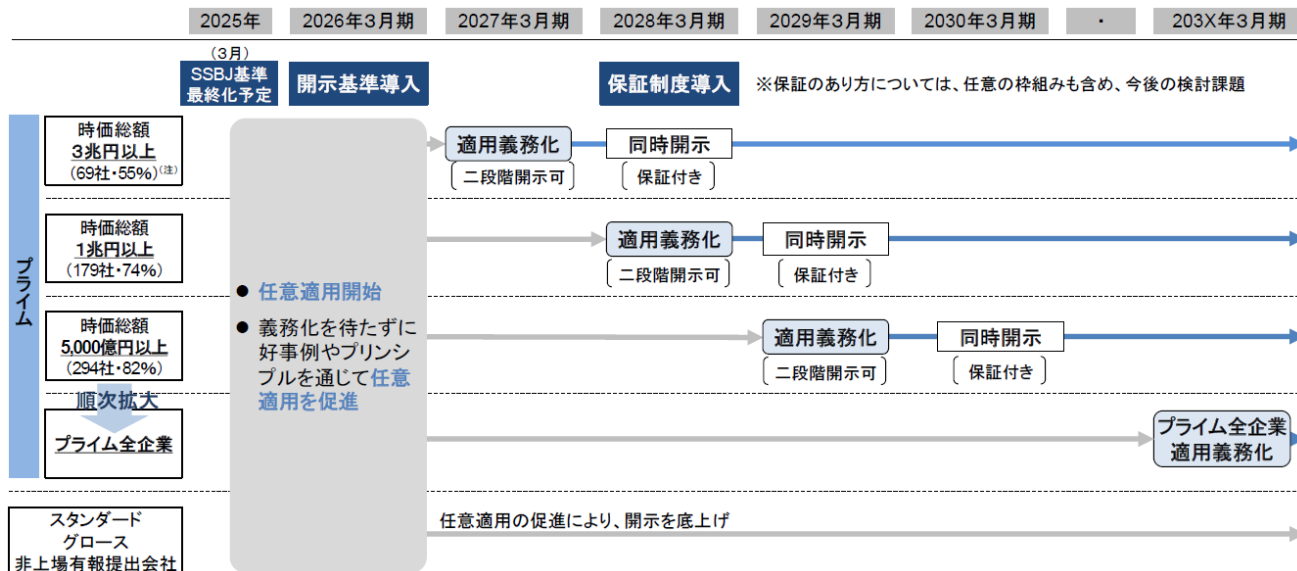 2025年
2026年3月期
2027年3月期
2028年3月期
2029年3月期
2030年3月期
・
203X年3月期
(3月)
SSBJ基準
最終化予定
開示基準導入
保証制度導入
※保証のあり方については、任意の枠組みも含め、今後の検討課題
プライム
時価総額
3兆円以上
(69社・55%)(注)
適用義務化
二段階開示可
同時開示
保証付き
時価総額
1兆円以上
(179社・74%)
適用義務化
二段階開示可
同時開示
保証付き
● 任意適用開始
● 義務化を待たずに
好事例やプリンシ
プルを通じて任意
適用を促進
時価総額
5,000億円以上
(294社・82%)
適用義務化
二段階開示可
同時開示
保証付き
順次拡大
プライム全企業
プライム全企業
適用義務化
スタンダード
グロース
非上場有報提出会社
任意適用の促進により、開示を底上げ